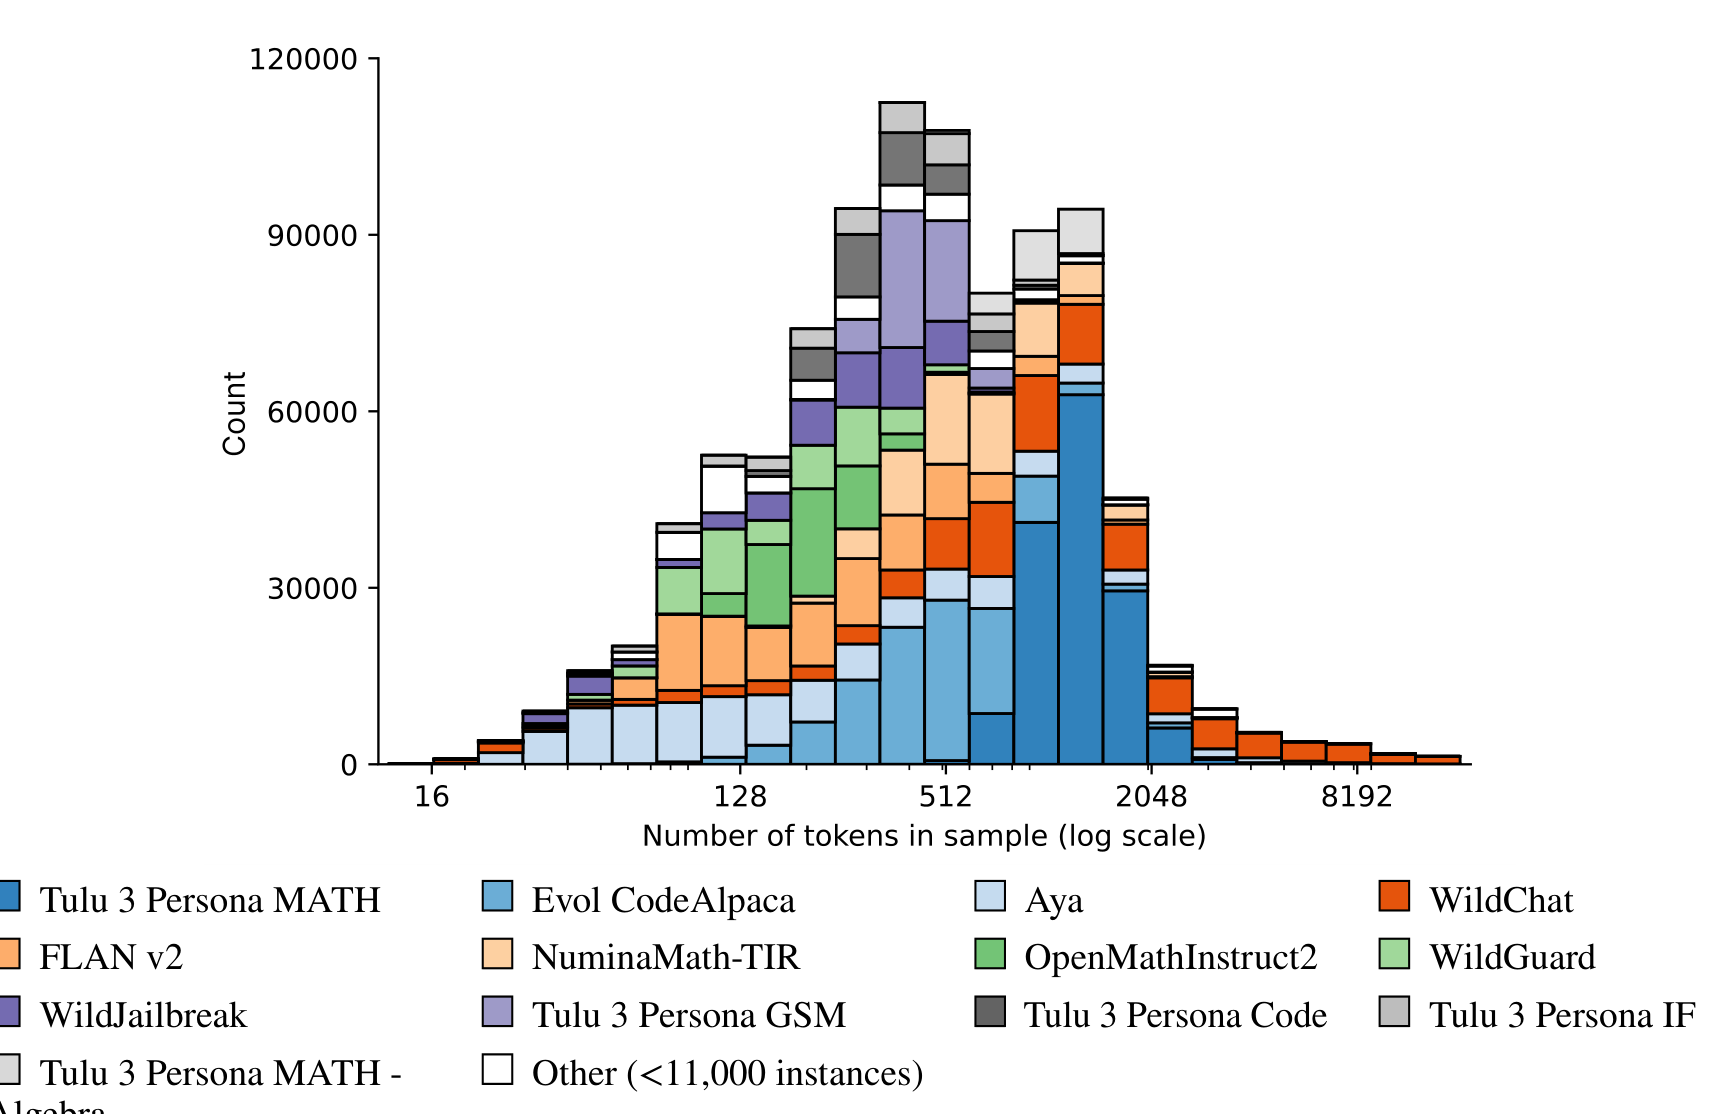 120000
90000
60000
30000
0
Count
16 128 512 2048 8192
Number of tokens in sample (log scale)
Tulu 3 Persona MATH Evol CodeAlpaca Aya WildChat
FLAN v2 NuminaMath-TIR OpenMathInstruct2 WildGuard
WildJailbreak Tulu 3 Persona GSM Tulu 3 Persona Code Tulu 3 Persona IF
Tulu 3 Persona MATH - Other (<11,000 instances)
Algebra